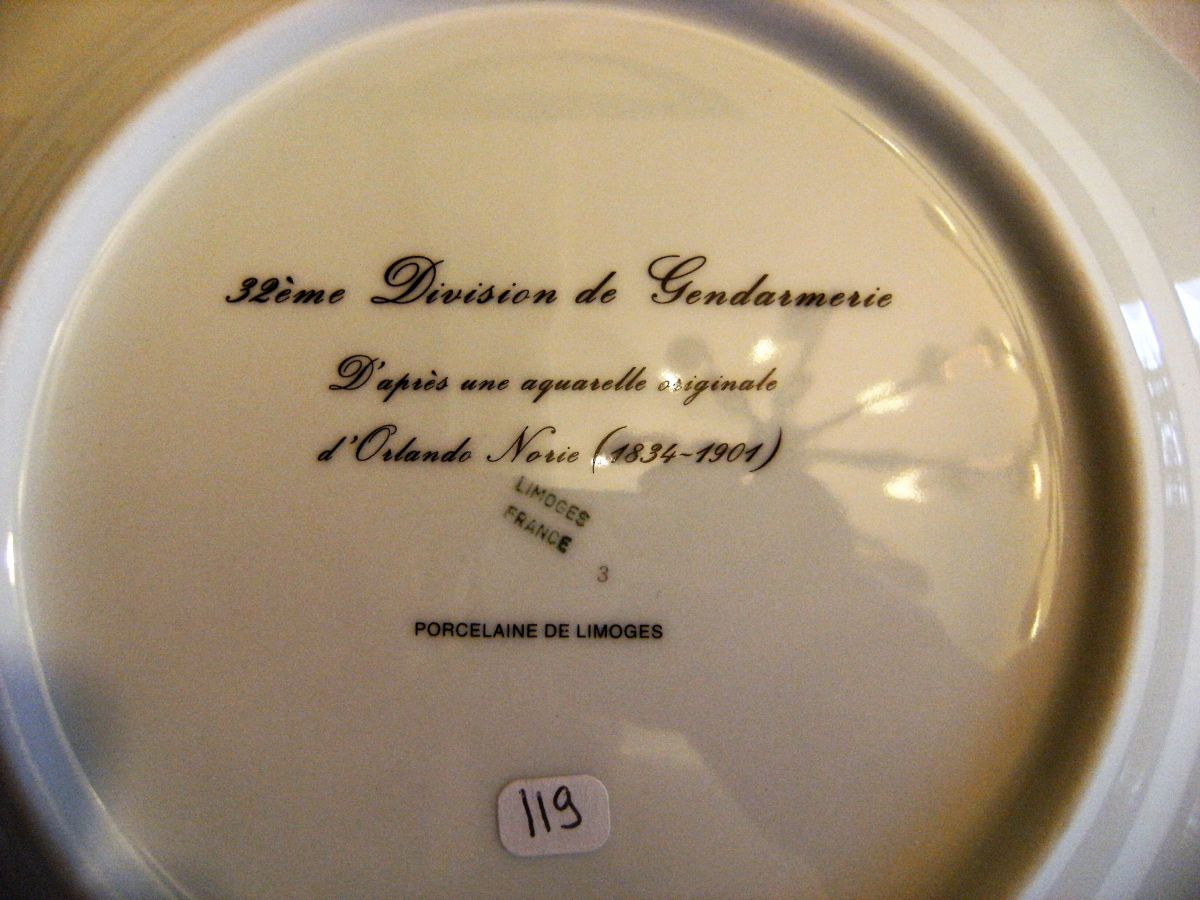 32ème Division de Gendarmerie
D'après une aquarelle originale
d'Orlando Norie (1834-1901)
LIMOGES
FRANCE
3
PORCELAINE DE LIMOGES
119